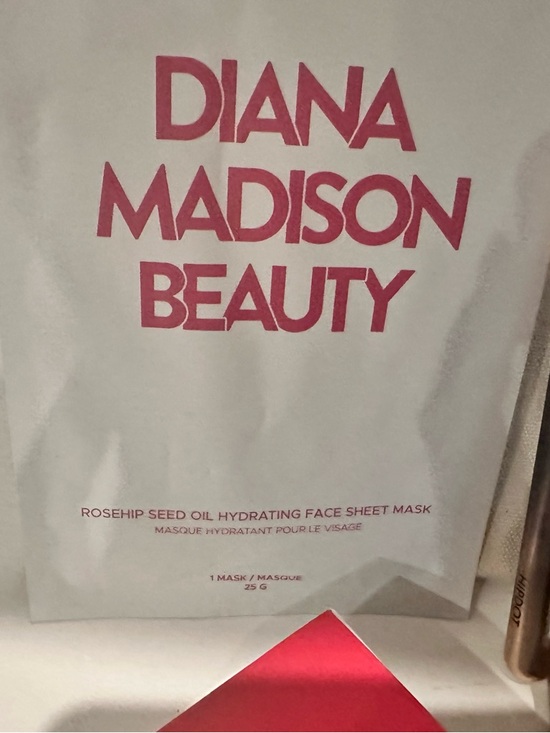 DIANA
MADISON
BEAUTY
ROSEHIP SEED OIL HYDRATING FACE SHEET MASK
MASQUE HYDRATANT POUR LE VISAGE
1 MASK / MASQUE
25 G